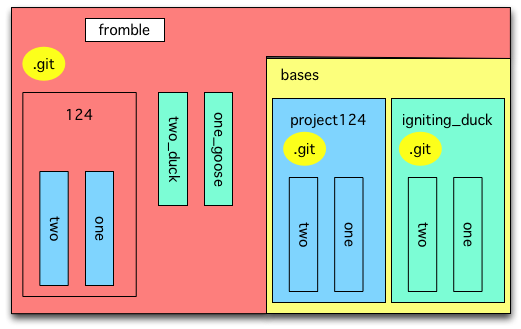 fromble
.git
124
two
one
two_duck
one_goose
bases
project124
.git
two
one
igniting_duck
.git
two
one